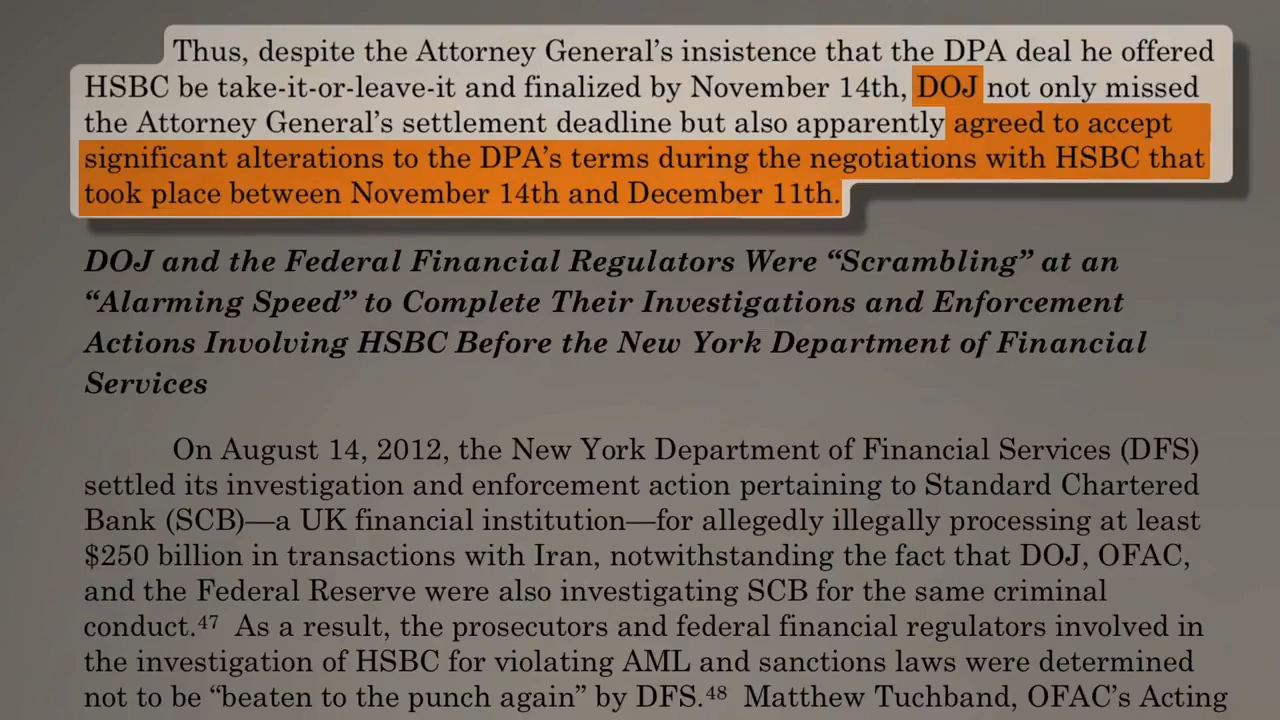 Thus, despite the Attorney General’s insistence that the DPA deal he offered
HSBC be take-it-or-leave-it and finalized by November 14th, DOJ not only missed
the Attorney General’s settlement deadline but also apparently agreed to accept
significant alterations to the DPA’s terms during the negotiations with HSBC that
took place between November 14th and December 11th.
DOJ and the Federal Financial Regulators Were “Scrambling” at an
“Alarming Speed” to Complete Their Investigations and Enforcement
Actions Involving HSBC Before the New York Department of Financial
Services
On August 14, 2012, the New York Department of Financial Services (DFS)
settled its investigation and enforcement action pertaining to Standard Chartered
Bank (SCB)—a UK financial institution—for allegedly illegally processing at least
$250 billion in transactions with Iran, notwithstanding the fact that DOJ, OFAC,
and the Federal Reserve were also investigating SCB for the same criminal
conduct.47 As a result, the prosecutors and federal financial regulators involved in
the investigation of HSBC for violating AML and sanctions laws were determined
not to be “beaten to the punch again” by DFS.48 Matthew Tuchband, OFAC’s Acting